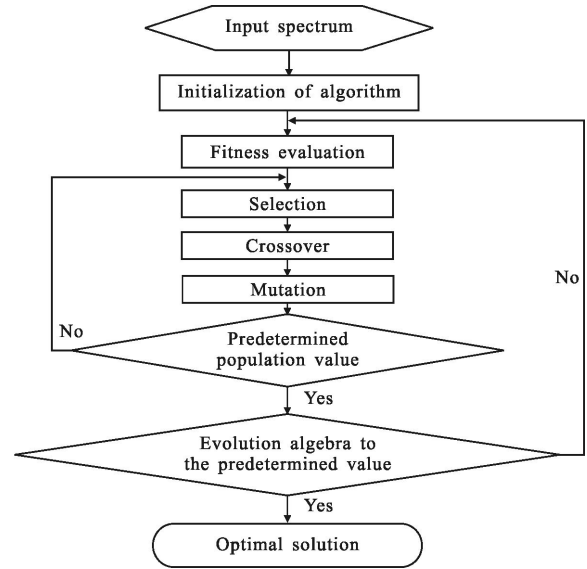 Input spectrum
Initialization of algorithm
Fitness evaluation
Selection
Crossover
No
Mutation
No
Predetermined
population value
Yes
Evolution algebra to
the predetermined value
Yes
Optimal solution